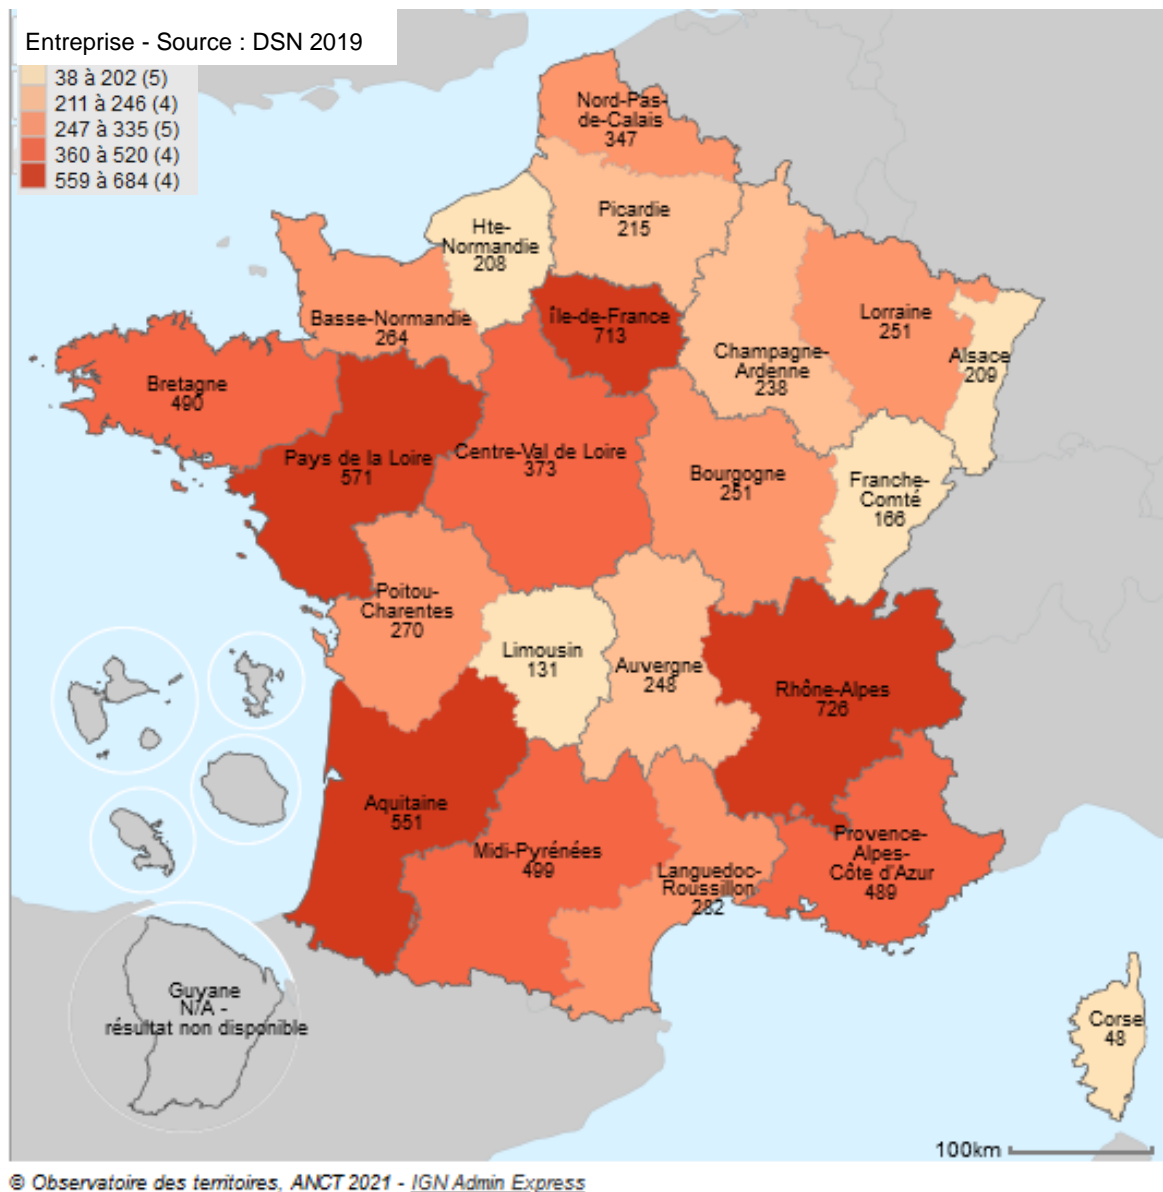 Entreprise - Source : DSN 2019
38 à 202 (5)
211 à 246 (4)
247 à 335 (5)
360 à 520 (4)
559 à 684 (4)
Nord-Pas-
de-Calais
347
Picardie
215
Hte-
Normandie
208
Île-de-France
713
Basse-Normandie
264
Lorraine
251
Champagne-
Ardenne
238
Alsace
209
Bretagne
490
Pays de la Loire
571
Centre-Val de Loire
373
Bourgogne
251
Franche-
Comté
166
Poitou-
Charentes
270
Limousin
131
Auvergne
248
Rhône-Alpes
726
Aquitaine
551
Midi-Pyrénées
499
Languedoc-
Roussillon
282
Provence-
Alpes-
Côte d'Azur
489
Guyane
N/A -
résultat non disponible
Corse
48
100km
© Observatoire des territoires, ANCT 2021 - IGN Admin Express